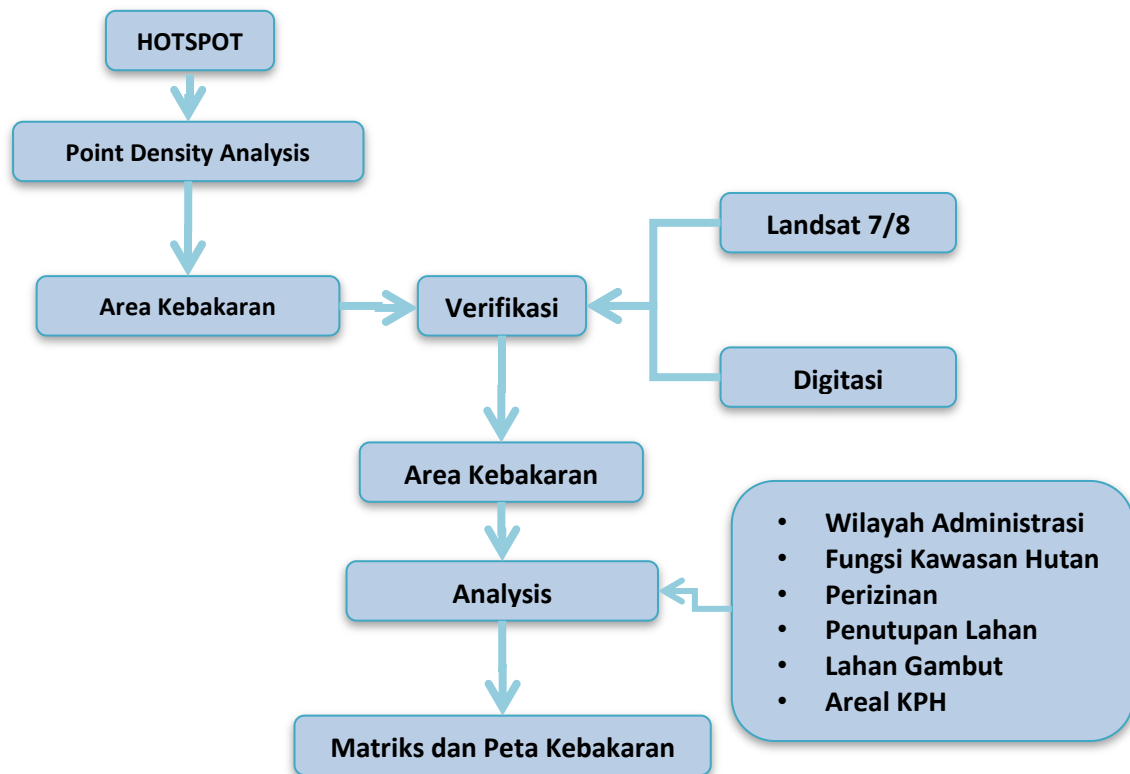 HOTSPOT
Point Density Analysis
Landsat 7/8
Area Kebakaran
Verifikasi
Digitasi
Area Kebakaran
• Wilayah Administrasi
• Fungsi Kawasan Hutan
• Perizinan
• Penutupan Lahan
• Lahan Gambut
• Areal KPH
Analysis
Matriks dan Peta Kebakaran